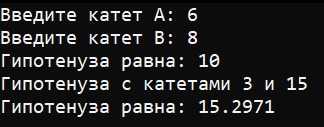 Введите катет A: 6
Введите катет B: 8
Гипотенуза равна: 10
Гипотенуза с катетами 3 и 15
Гипотенуза равна: 15.2971